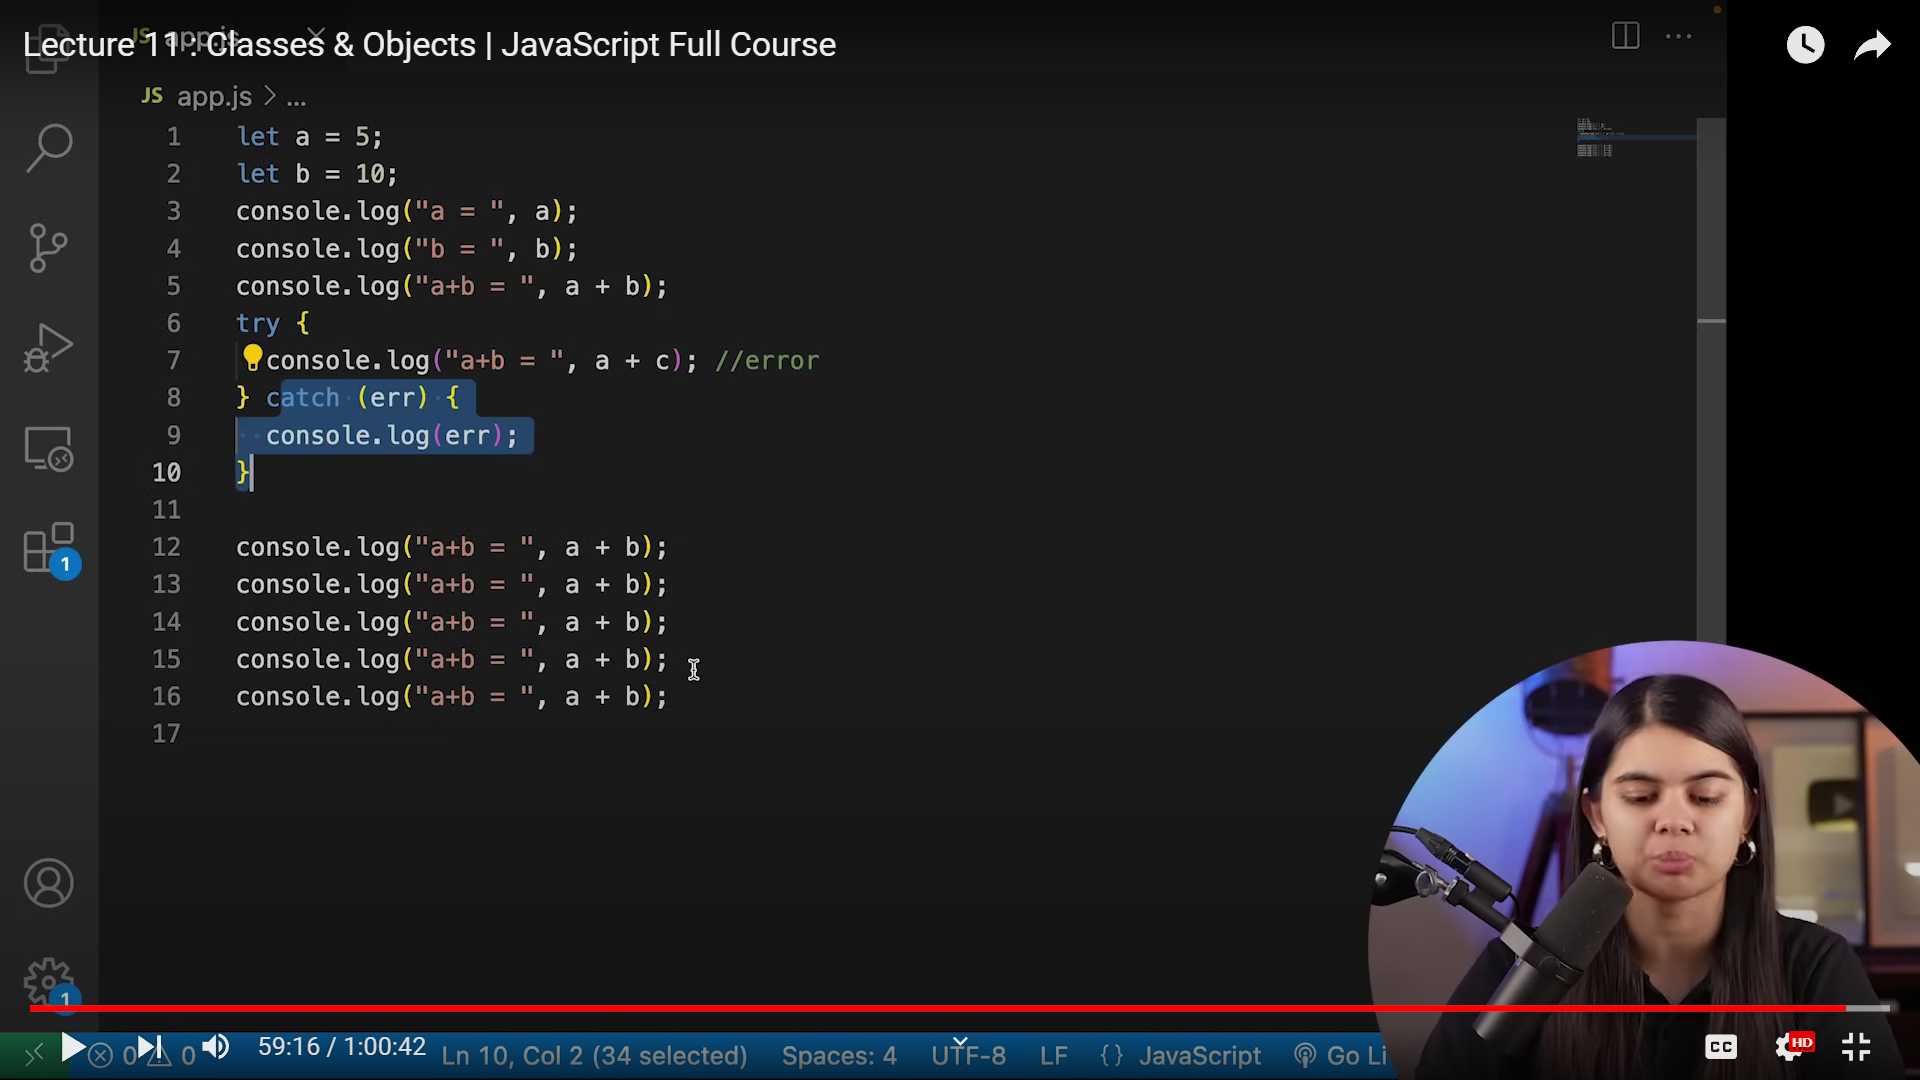 Lecture 11 : Classes & Objects | JavaScript Full Course
JS app.js
JS app.js > ...
1 let a = 5;
2 let b = 10;
3 console.log("a = ", a);
4 console.log("b = ", b);
5 console.log("a+b = ", a + b);
6 try {
7 console.log("a+b = ", a + c); //error
8 } catch (err) {
9 console.log(err);
10 }
11
12 console.log("a+b = ", a + b);
13 console.log("a+b = ", a + b);
14 console.log("a+b = ", a + b);
15 console.log("a+b = ", a + b);
16 console.log("a+b = ", a + b);
17
1
1
59:16 / 1:00:42
0 0 Ln 10, Col 2 (34 selected) Spaces: 4 UTF-8 LF {} JavaScript Go Li
CC HD